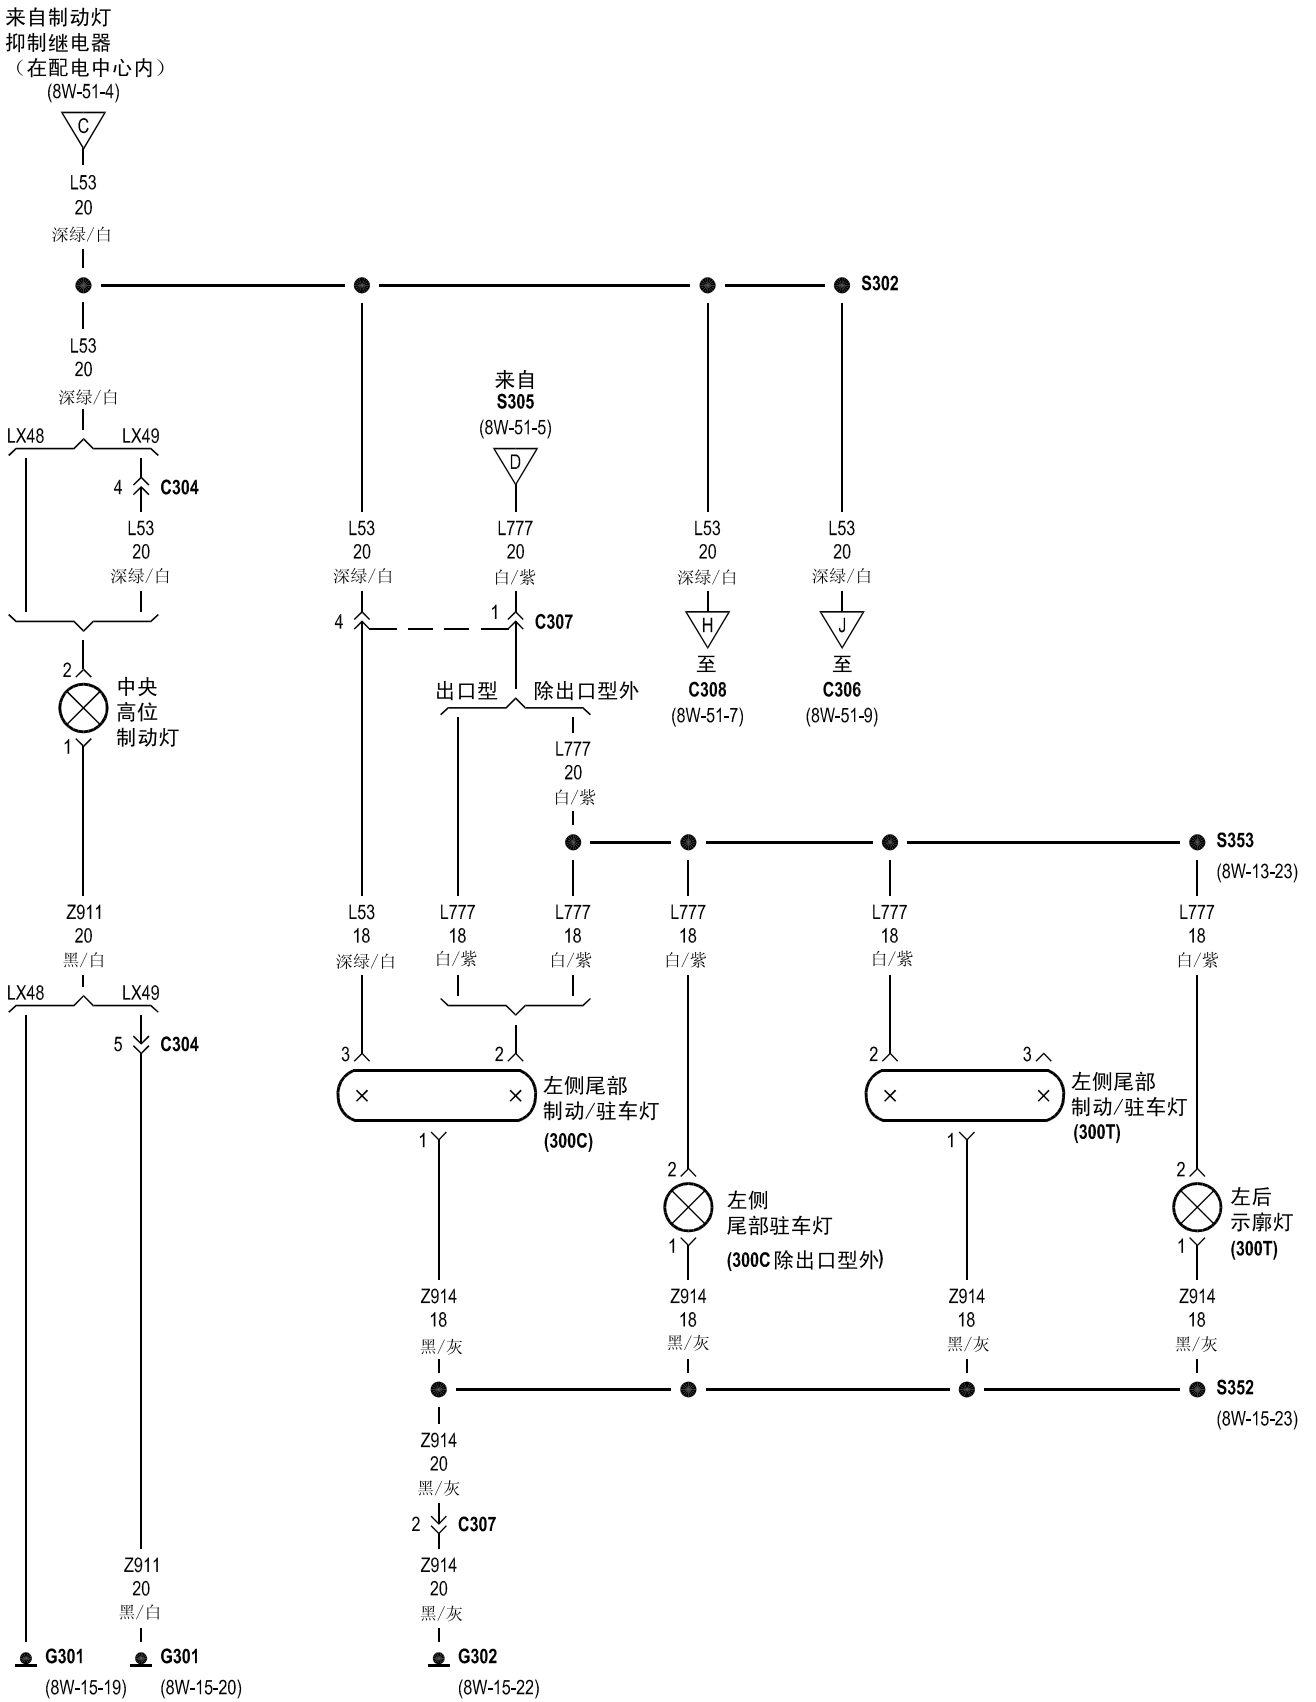 来自制动灯
抑制继电器
（在配电中心内）
(8W-51-4)
C
L53
20
深绿/白
S302
L53
20
深绿/白
来自
S305
(8W-51-5)
D
LX48
LX49
4
C304
L53
20
深绿/白
L53
20
深绿/白
L777
20
白/紫
L53
20
深绿/白
L53
20
深绿/白
4
1
C307
H
至
C308
(8W-51-7)
J
至
C306
(8W-51-9)
2
中央
高位
制动灯
1
出口型
除出口型外
L777
20
白/紫
S353
(8W-13-23)
Z911
20
黑/白
L53
18
深绿/白
L777
18
白/紫
L777
18
白/紫
L777
18
白/紫
L777
18
白/紫
L777
18
白/紫
LX48
LX49
5
C304
3
2
左侧尾部
制动/驻车灯
(300C)
1
2
3
左侧尾部
制动/驻车灯
(300T)
1
2
左侧
尾部驻车灯
(300C 除出口型外)
1
2
左后
示廓灯
(300T)
1
Z914
18
黑/灰
Z914
18
黑/灰
Z914
18
黑/灰
Z914
18
黑/灰
S352
(8W-15-23)
Z914
20
黑/灰
2
C307
Z911
20
黑/白
Z914
20
黑/灰
G301
(8W-15-19)
G301
(8W-15-20)
G302
(8W-15-22)